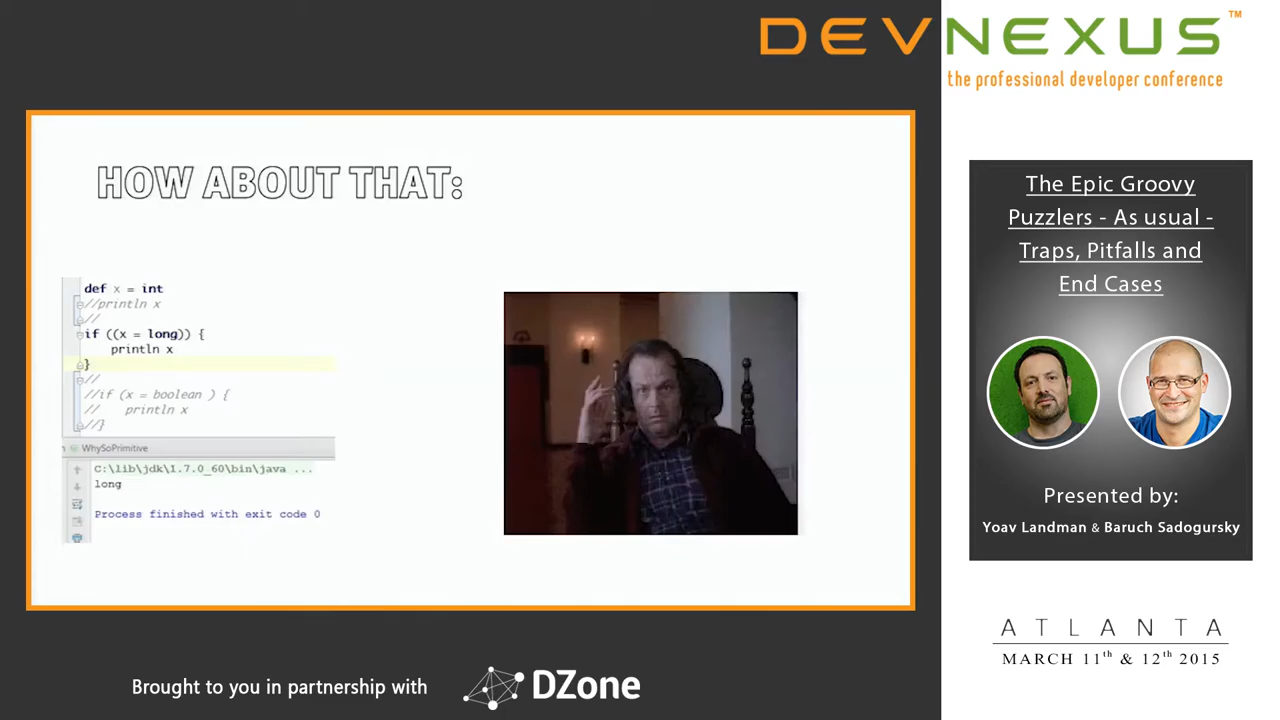 DEVNEXUS™
the professional developer conference
HOW ABOUT THAT:
def x = int
//println x
//
if ((x = long)) {
    println x
}
//
//if (x = boolean ) {
//    println x
//}
WhySoPrimitive
C:\lib\jdk\1.7.0_60\bin\java ...
long
Process finished with exit code 0
The Epic Groovy
Puzzlers - As usual -
Traps, Pitfalls and
End Cases
Presented by:
Yoav Landman & Baruch Sadogursky
ATLANTA
MARCH 11th & 12th 2015
Brought to you in partnership with
DZone